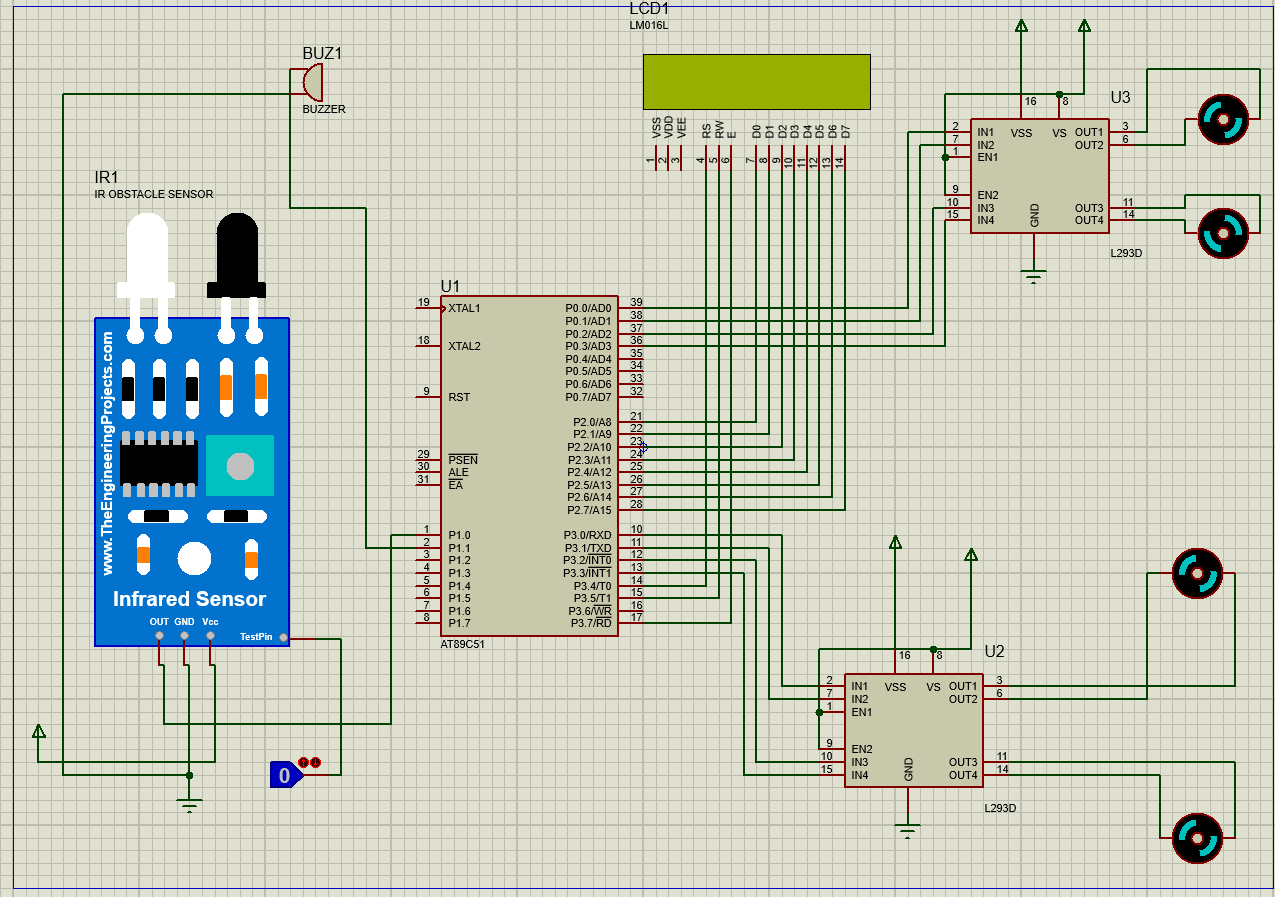 LCD1
LM016L
BUZ1
BUZZER
VSS
VDD
VEE
RS
RW
E
D0
D1
D2
D3
D4
D5
D6
D7
1
2
3
4
5
6
7
8
9
10
11
12
13
14
U3
16
8
2 IN1 VSS VS OUT1 3
7 IN2 OUT2 6
1 EN1
9 EN2
10 IN3 OUT3 11
15 IN4 GND OUT4 14
L293D
IR1
IR OBSTACLE SENSOR
www.TheEngineeringProjects.com
Infrared Sensor
OUT GND Vcc
TestPin
0
U1
19 XTAL1 P0.0/AD0 39
P0.1/AD1 38
P0.2/AD2 37
18 XTAL2 P0.3/AD3 36
P0.4/AD4 35
P0.5/AD5 34
P0.6/AD6 33
9 RST P0.7/AD7 32
P2.0/A8 21
P2.1/A9 22
P2.2/A10 23
29 PSEN P2.3/A11 24
30 ALE P2.4/A12 25
31 EA P2.5/A13 26
P2.6/A14 27
P2.7/A15 28
1 P1.0 P3.0/RXD 10
2 P1.1 P3.1/TXD 11
3 P1.2 P3.2/INT0 12
4 P1.3 P3.3/INT1 13
5 P1.4 P3.4/T0 14
6 P1.5 P3.5/T1 15
7 P1.6 P3.6/WR 16
8 P1.7 P3.7/RD 17
AT89C51
U2
16
8
2 IN1 VSS VS OUT1 3
7 IN2 OUT2 6
1 EN1
9 EN2
10 IN3 OUT3 11
15 IN4 GND OUT4 14
L293D